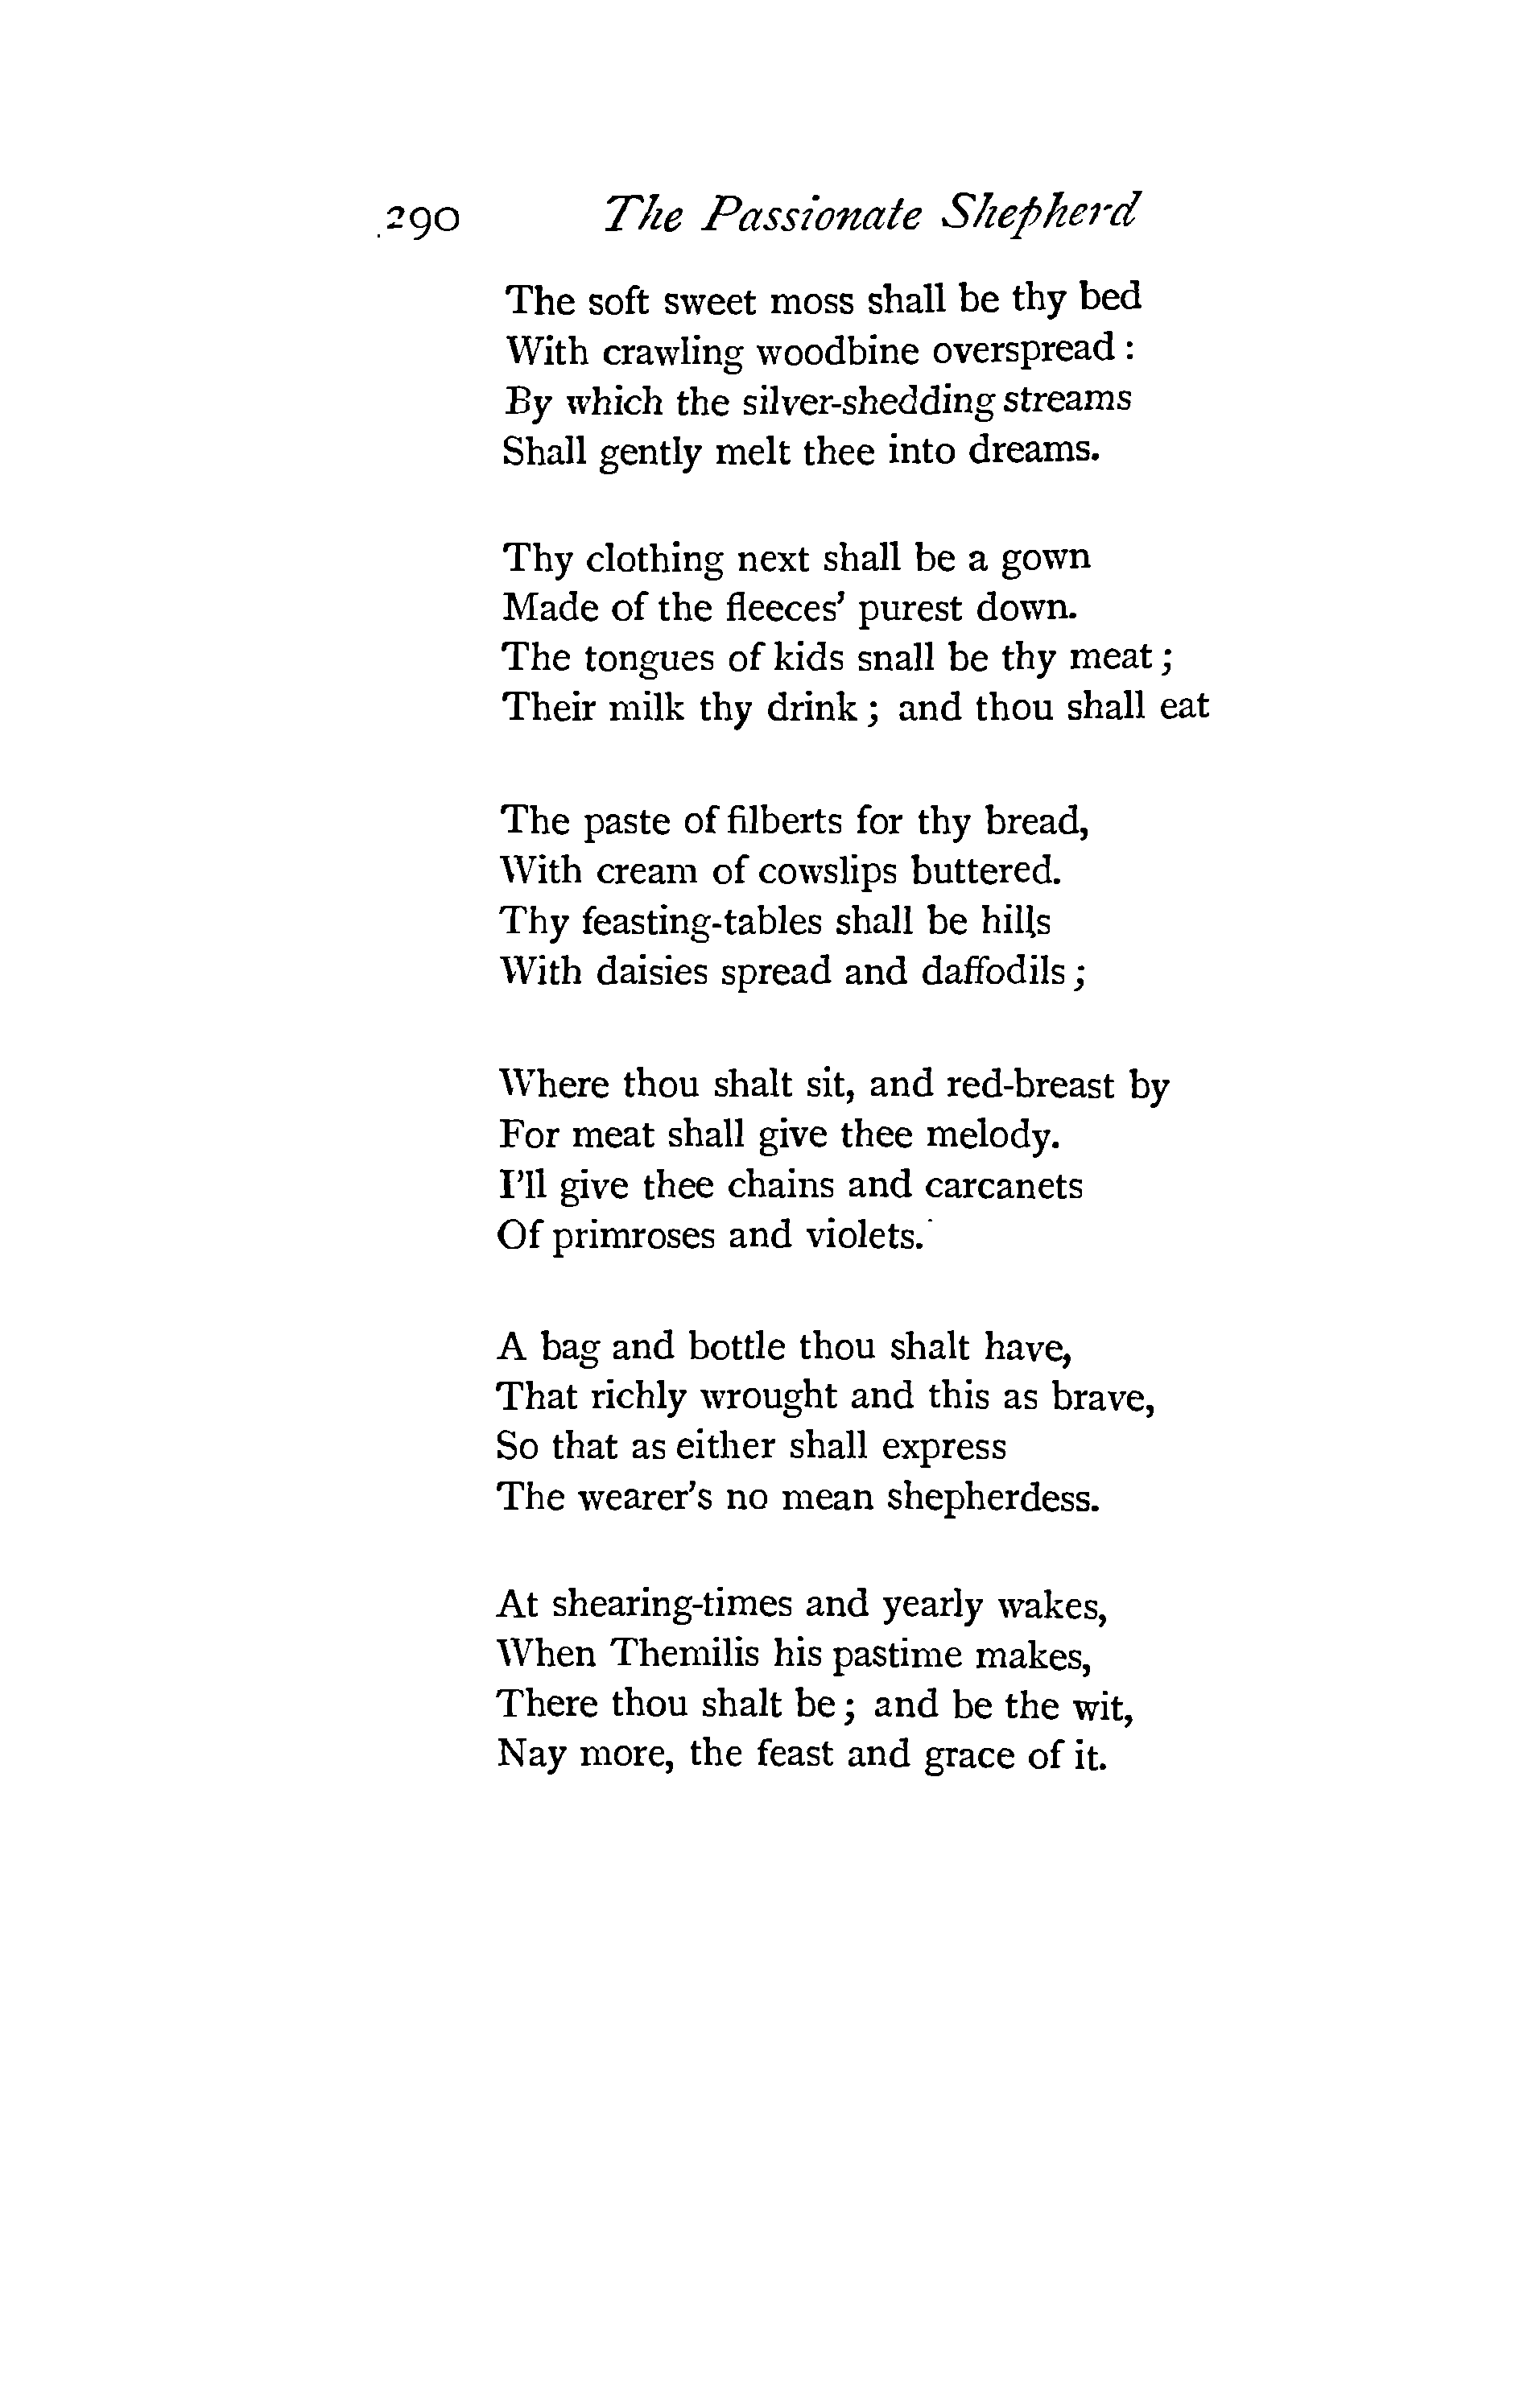 290 The Passionate Shepherd
The soft sweet moss shall be thy bed
With crawling woodbine overspread :
By which the silver-shedding streams
Shall gently melt thee into dreams.
Thy clothing next shall be a gown
Made of the fleeces’ purest down.
The tongues of kids snall be thy meat ;
Their milk thy drink ; and thou shall eat
The paste of filberts for thy bread,
With cream of cowslips buttered.
Thy feasting-tables shall be hills
With daisies spread and daffodils ;
Where thou shalt sit, and red-breast by
For meat shall give thee melody.
I’ll give thee chains and carcanets
Of primroses and violets.
A bag and bottle thou shalt have,
That richly wrought and this as brave,
So that as either shall express
The wearer’s no mean shepherdess.
At shearing-times and yearly wakes,
When Themilis his pastime makes,
There thou shalt be ; and be the wit,
Nay more, the feast and grace of it.